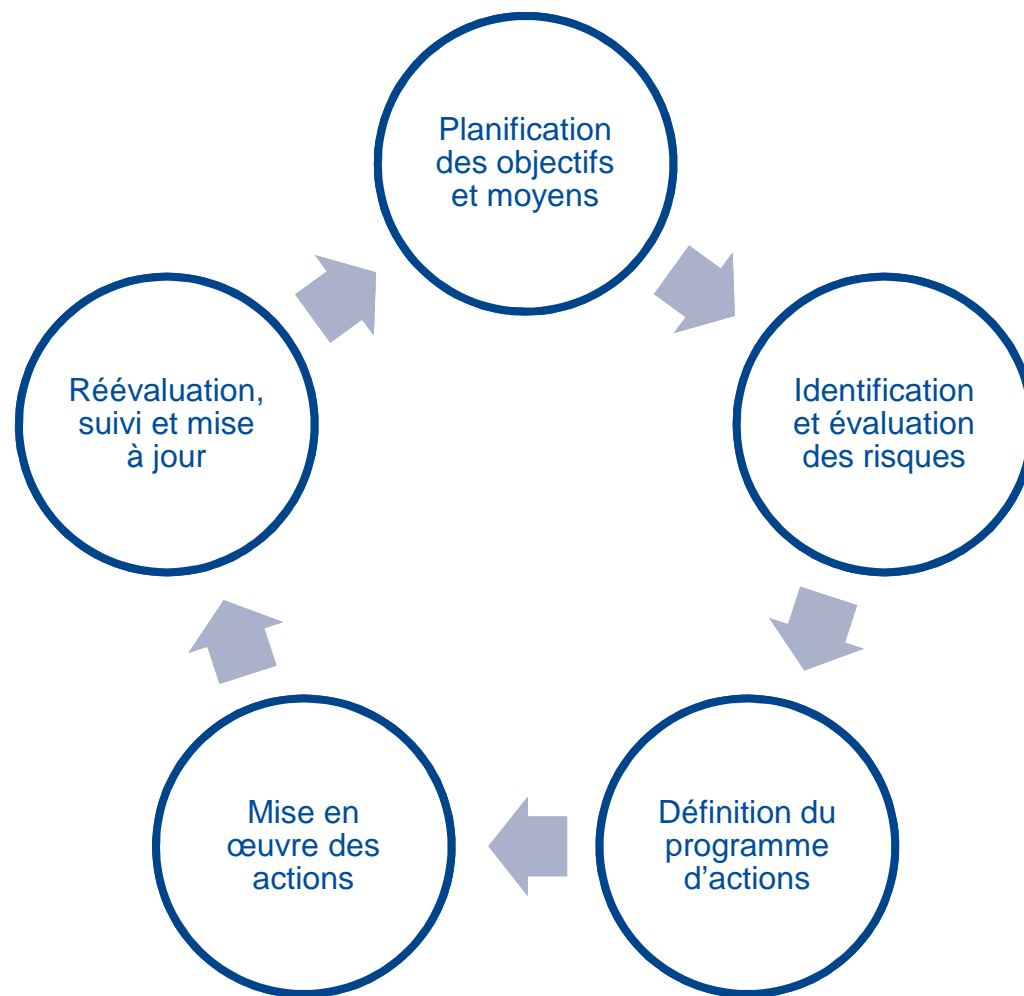 Planification
des objectifs
et moyens
Identification
et évaluation
des risques
Définition du
programme
d'actions
Mise en
œuvre des
actions
Réévaluation,
suivi et mise
à jour